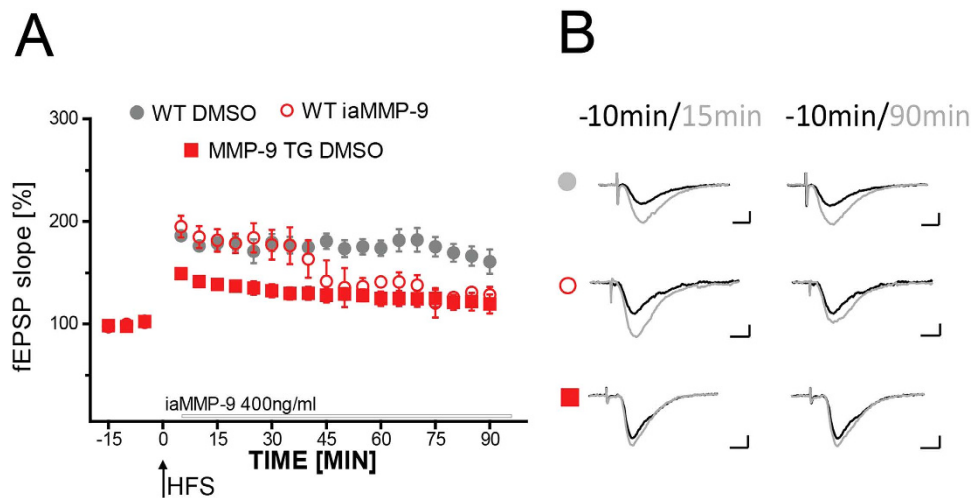 A
B
WT DMSO
WT iaMMP-9
MMP-9 TG DMSO
-10min/15min
-10min/90min
fEPSP slope [%]
300
200
100
iaMMP-9 400ng/ml
-15 0 15 30 45 60 75 90
TIME [MIN]
HFS